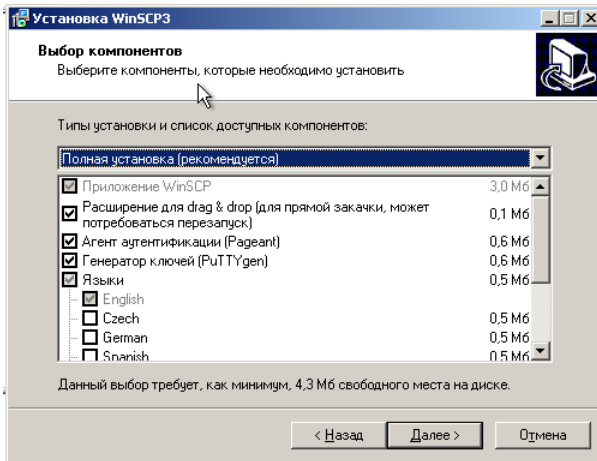 Установка WinSCP3
Выбор компонентов
Выберите компоненты, которые необходимо установить
Типы установки и список доступных компонентов:
Полная установка (рекомендуется)
Приложение WinSCP 3,0 Мб
Расширение для drag & drop (для прямой закачки, может
потребоваться перезапуск) 0,1 Мб
Агент аутентификации (Pageant) 0,6 Мб
Генератор ключей (PuTTYgen) 0,6 Мб
Языки 0,5 Мб
English
Czech 0,5 Мб
German 0,5 Мб
Spanish 0,5 Мб
Данный выбор требует, как минимум, 4,3 Мб свободного места на диске.
< Назад Далее > Отмена